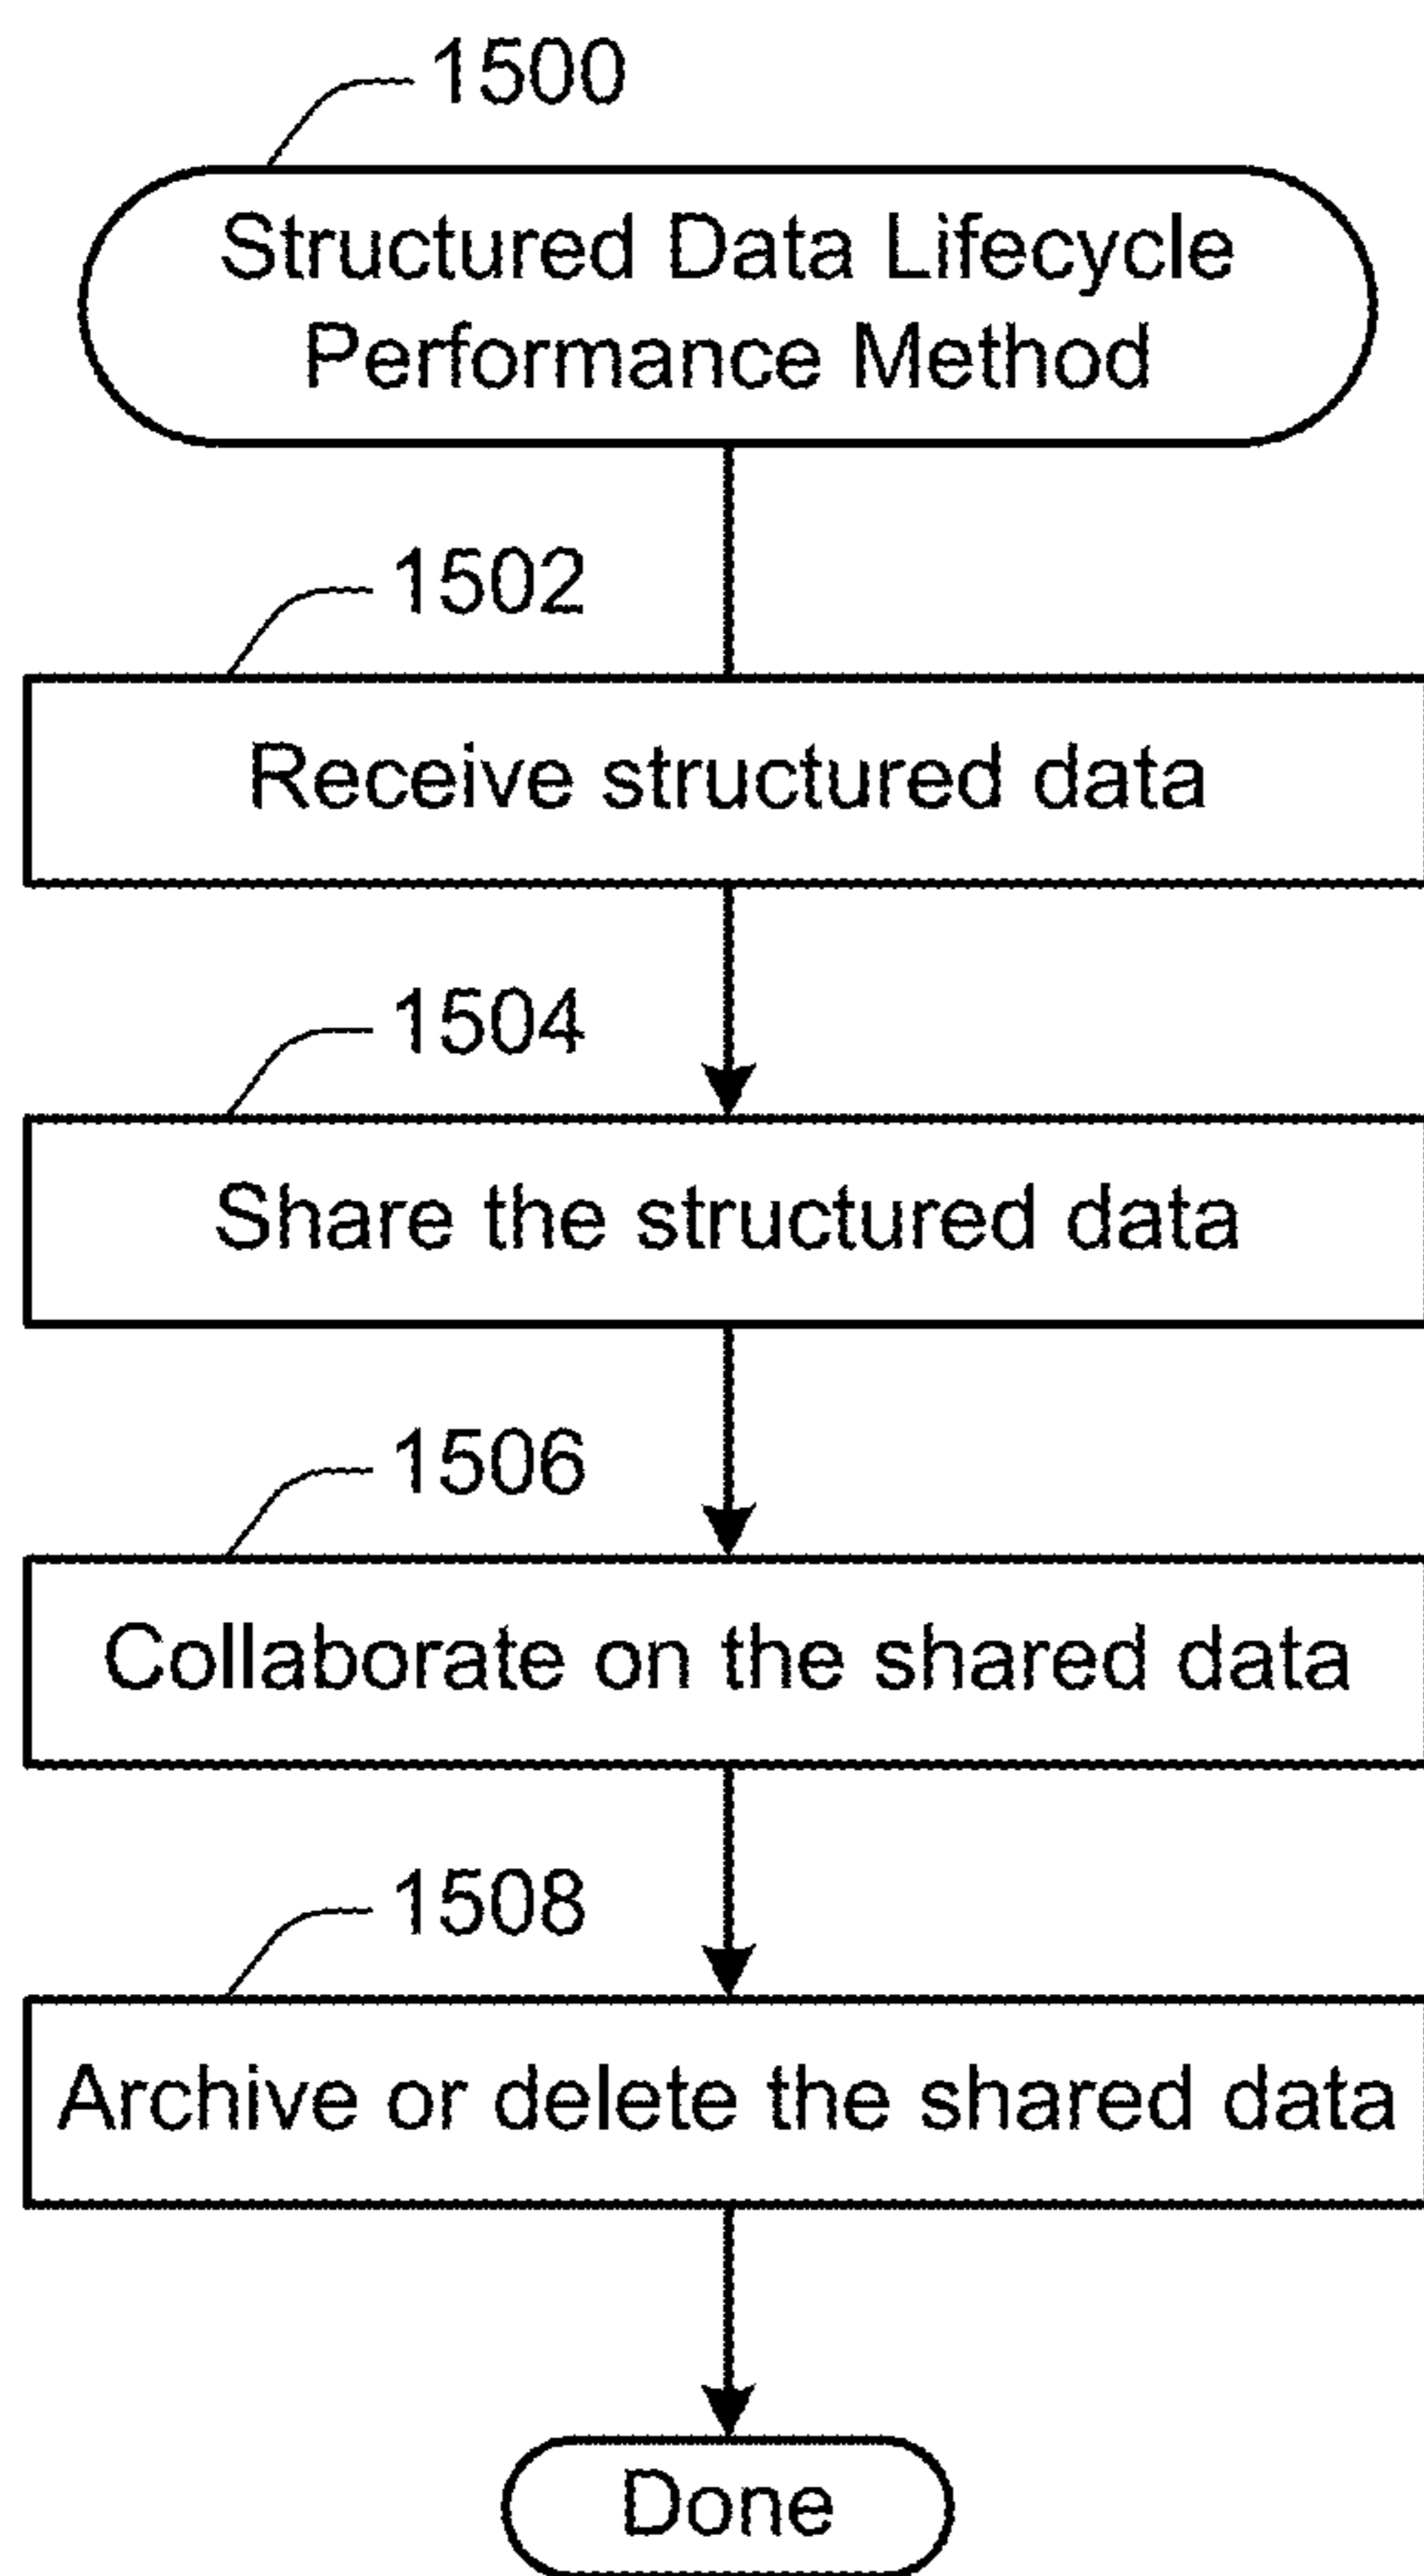 1500
Structured Data Lifecycle
Performance Method
1502
Receive structured data
1504
Share the structured data
1506
Collaborate on the shared data
1508
Archive or delete the shared data
Done